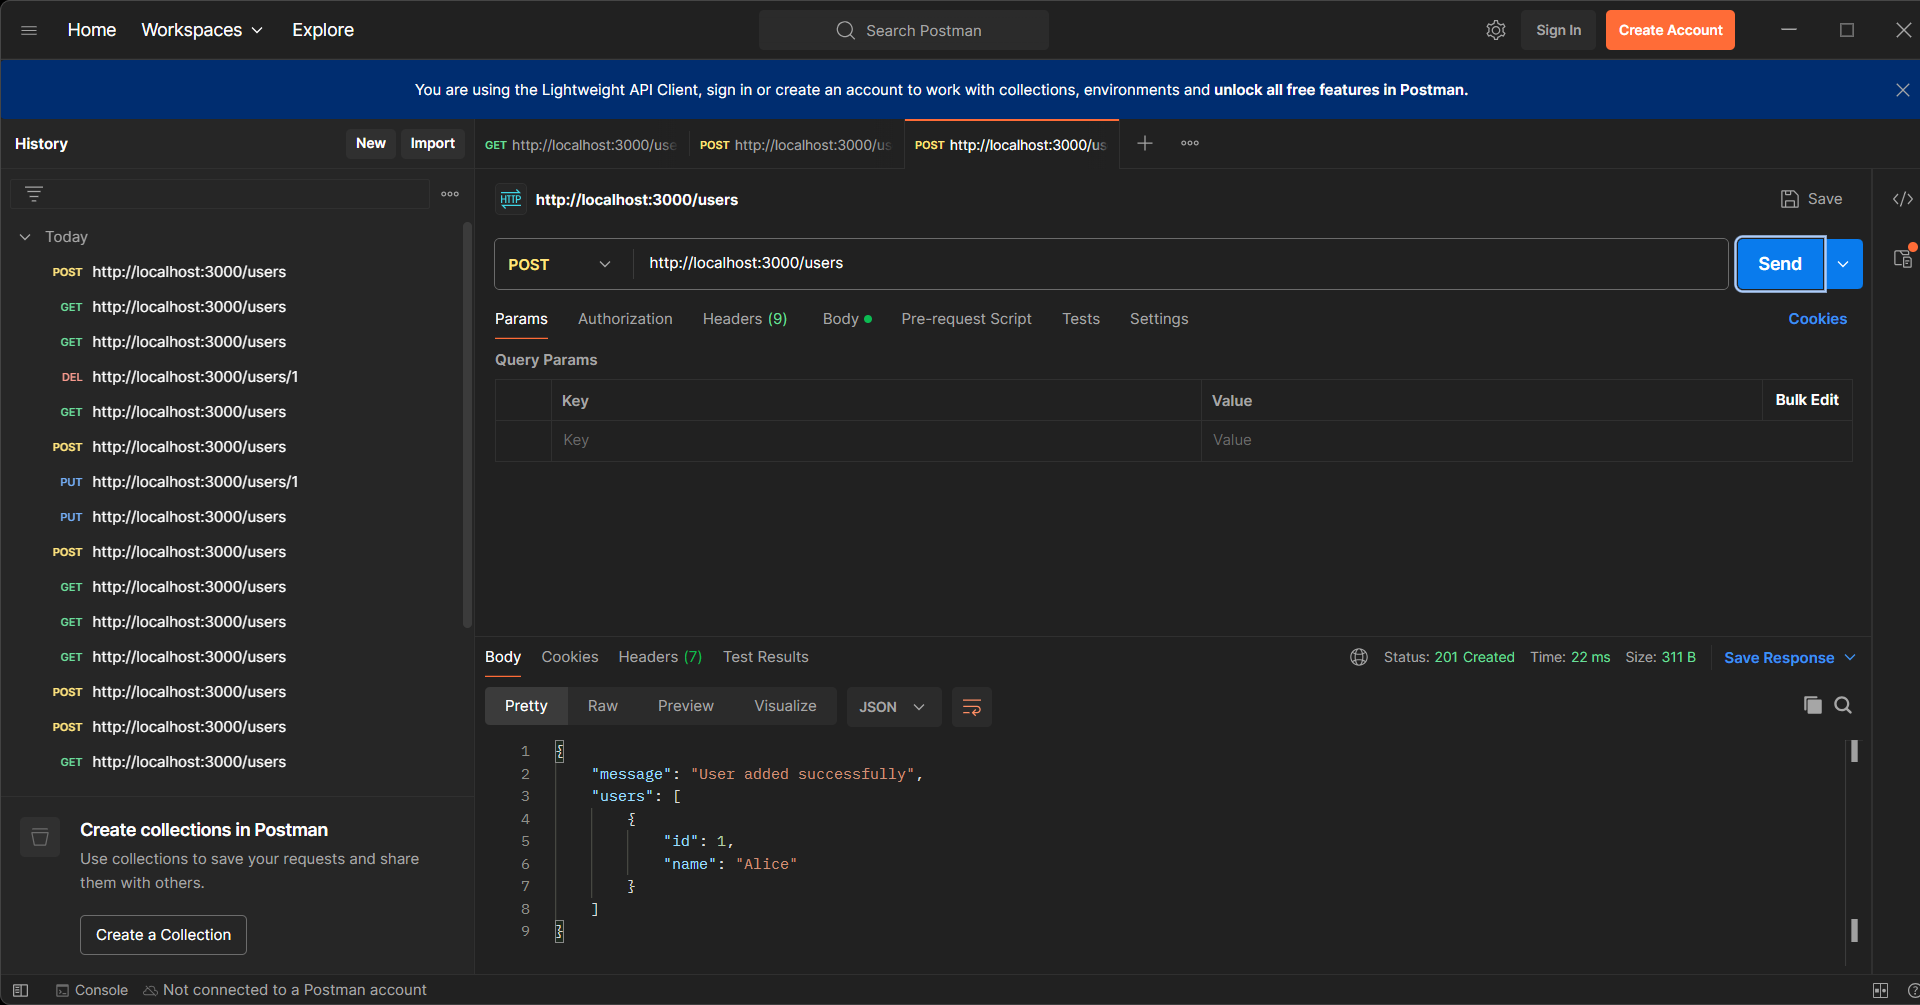 Home Workspaces Explore Search Postman Sign In Create Account
You are using the Lightweight API Client, sign in or create an account to work with collections, environments and unlock all free features in Postman.
History New Import
GET http://localhost:3000/use POST http://localhost:3000/us POST http://localhost:3000/us
HTTP http://localhost:3000/users Save
Today
POST http://localhost:3000/users
GET http://localhost:3000/users
GET http://localhost:3000/users
DEL http://localhost:3000/users/1
GET http://localhost:3000/users
POST http://localhost:3000/users
PUT http://localhost:3000/users/1
PUT http://localhost:3000/users
POST http://localhost:3000/users
GET http://localhost:3000/users
GET http://localhost:3000/users
GET http://localhost:3000/users
POST http://localhost:3000/users
POST http://localhost:3000/users
GET http://localhost:3000/users
Create collections in Postman
Use collections to save your requests and share
them with others.
Create a Collection
POST http://localhost:3000/users Send
Params Authorization Headers (9) Body Pre-request Script Tests Settings Cookies
Query Params
Key Value Bulk Edit
Key Value
Body Cookies Headers (7) Test Results Status: 201 Created Time: 22 ms Size: 311 B Save Response
Pretty Raw Preview Visualize JSON
1 {
2 "message": "User added successfully",
3 "users": [
4 {
5 "id": 1,
6 "name": "Alice"
7 }
8 ]
9 }
Console Not connected to a Postman account